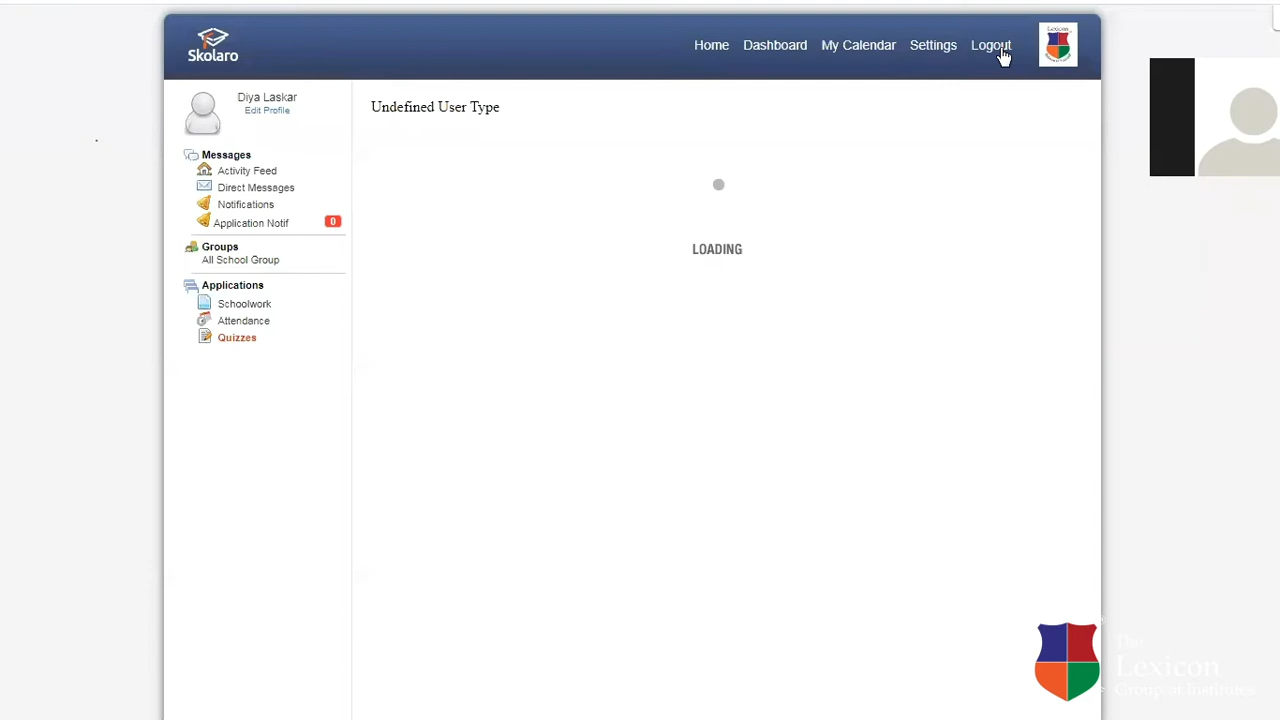 Skolaro
Home Dashboard My Calendar Settings Logout
Lexicon
Diya Laskar
Edit Profile
Undefined User Type
Messages
Activity Feed
Direct Messages
Notifications
Application Notif 0
Groups
All School Group
LOADING
Applications
Schoolwork
Attendance
Quizzes
The
Lexicon
Group of Institutes